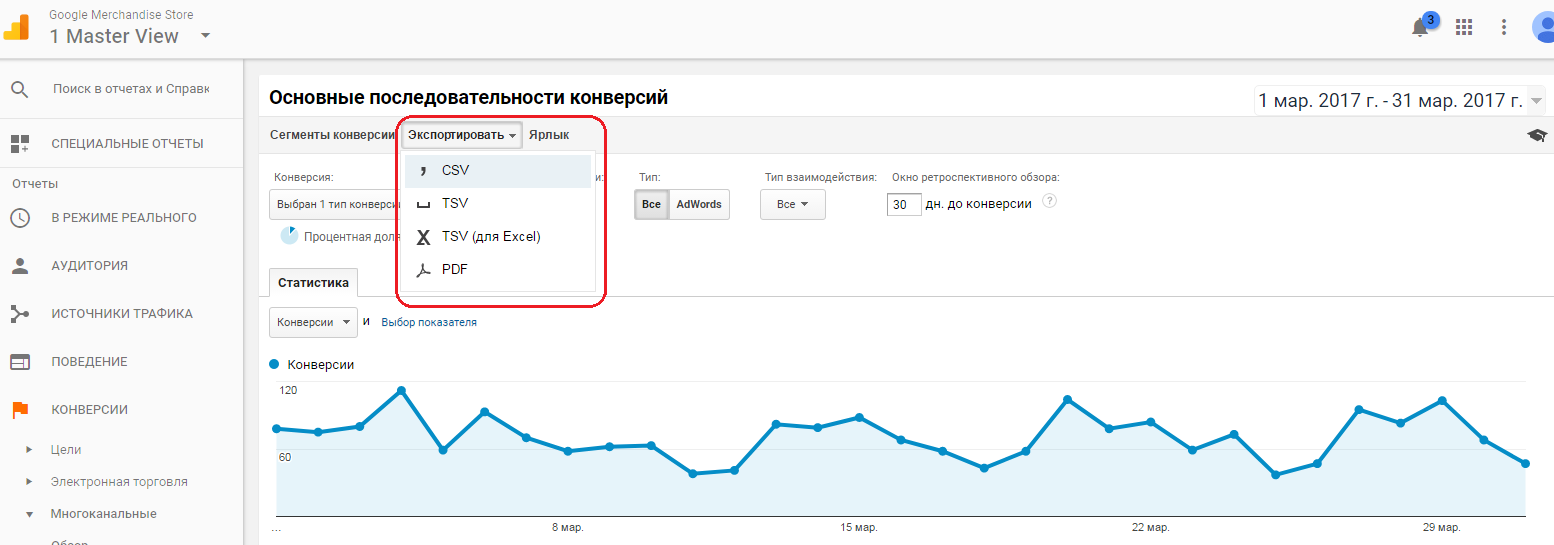 Google Merchandise Store
1 Master View
3
Поиск в отчетах и Справк
СПЕЦИАЛЬНЫЕ ОТЧЕТЫ
Отчеты
В РЕЖИМЕ РЕАЛЬНОГО
АУДИТОРИЯ
ИСТОЧНИКИ ТРАФИКА
ПОВЕДЕНИЕ
КОНВЕРСИИ
Цели
Электронная торговля
Многоканальные
Обзор
Основные последовательности конверсий
1 мар. 2017 г. - 31 мар. 2017 г.
Сегменты конверсии Экспортировать Ярлык
CSV
TSV
TSV (для Excel)
PDF
Конверсия: и: Тип: Тип взаимодействия: Окно ретроспективного обзора:
Выбран 1 тип конверси Все AdWords Все 30 дн. до конверсии ?
Процентная доля
Статистика
Конверсии и Выбор показателя
Конверсии
120
60
... 8 мар. 15 мар. 22 мар. 29 мар.